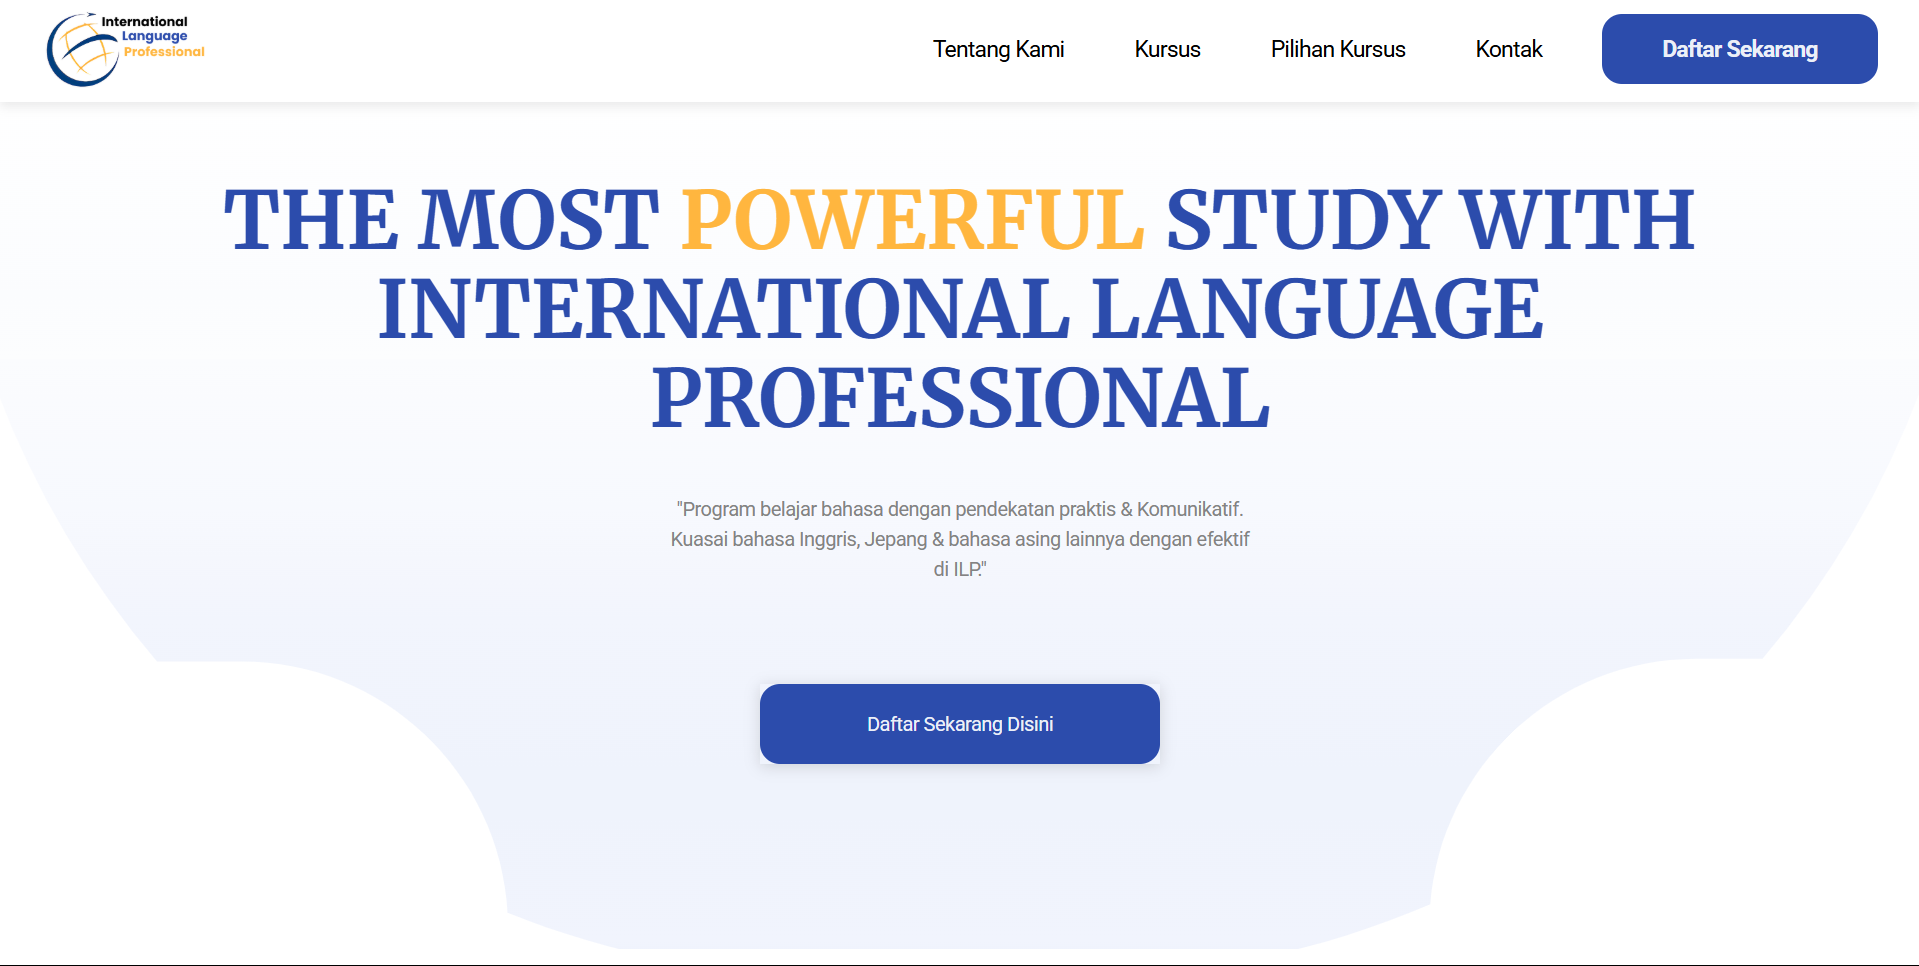 International
Language
Professional
Tentang Kami
Kursus
Pilihan Kursus
Kontak
Daftar Sekarang
THE MOST POWERFUL STUDY WITH
INTERNATIONAL LANGUAGE
PROFESSIONAL
"Program belajar bahasa dengan pendekatan praktis & Komunikatif.
Kuasai bahasa Inggris, Jepang & bahasa asing lainnya dengan efektif
di ILP."
Daftar Sekarang Disini